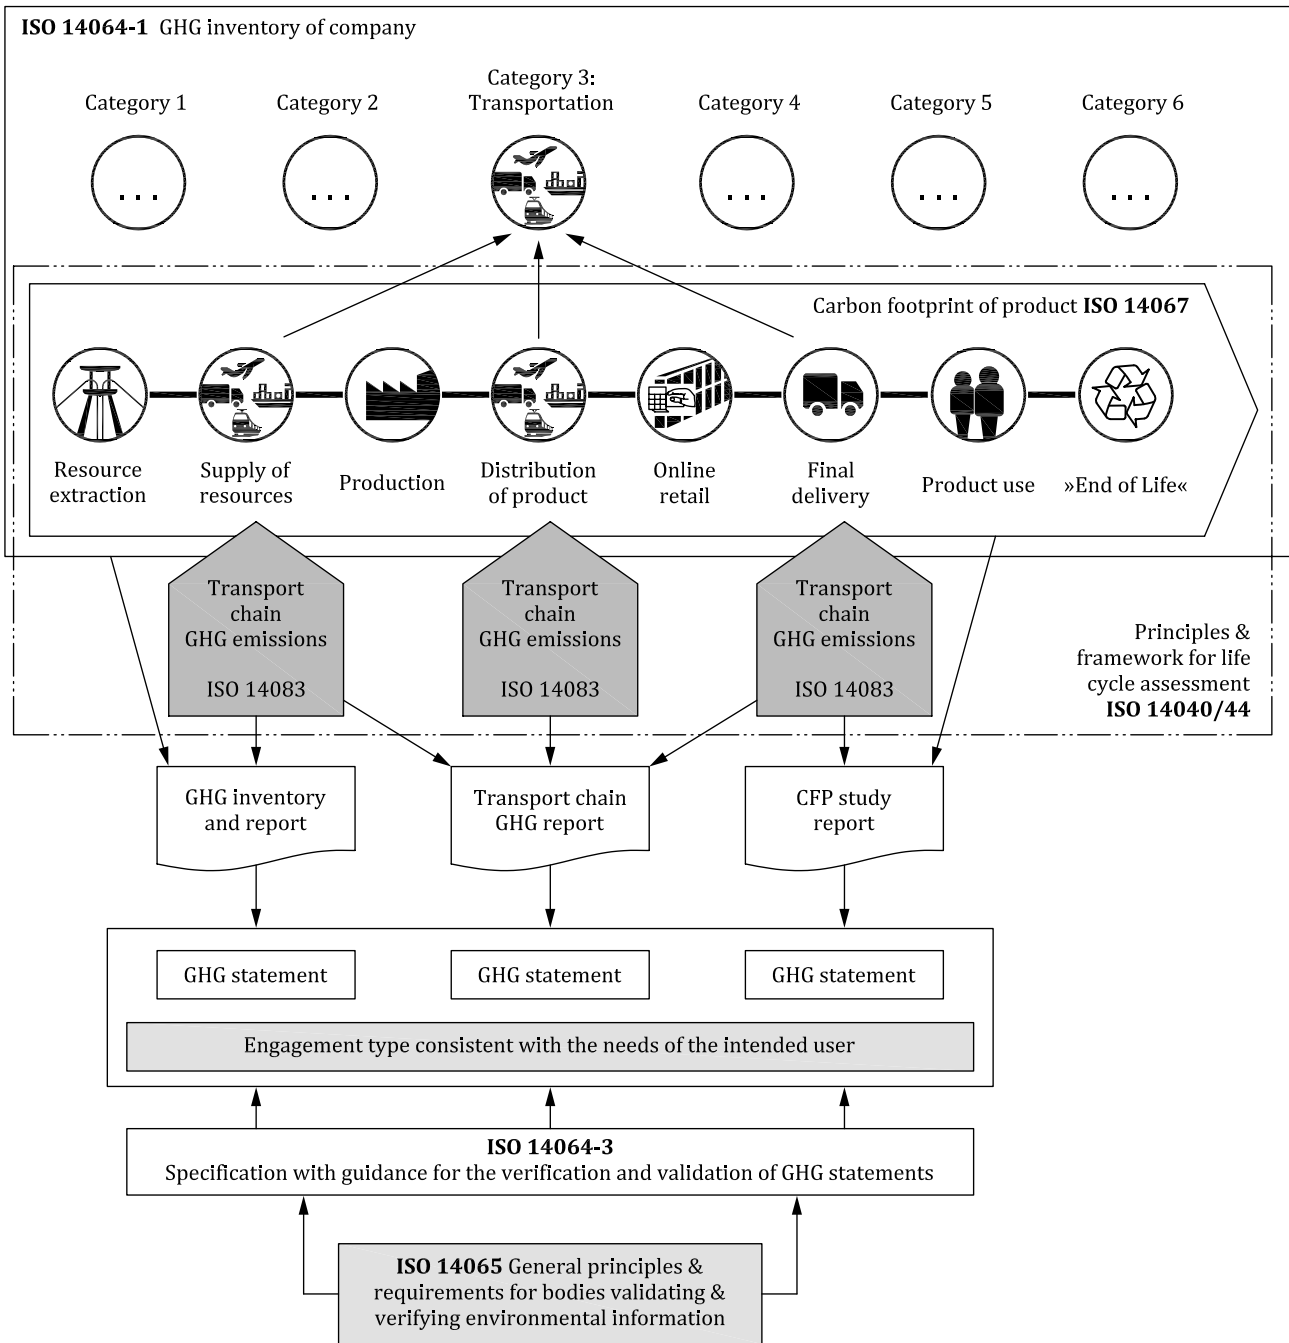 ISO 14064-1 GHG inventory of company
Category 1
Category 2
Category 3:
Transportation
Category 4
Category 5
Category 6
...
...
...
...
...
Carbon footprint of product ISO 14067
Resource
extraction
Supply of
resources
Production
Distribution
of product
Online
retail
Final
delivery
Product use
»End of Life«
Transport
chain
GHG emissions
ISO 14083
Transport
chain
GHG emissions
ISO 14083
Transport
chain
GHG emissions
ISO 14083
Principles &
framework for life
cycle assessment
ISO 14040/44
GHG inventory
and report
Transport chain
GHG report
CFP study
report
GHG statement
GHG statement
GHG statement
Engagement type consistent with the needs of the intended user
ISO 14064-3
Specification with guidance for the verification and validation of GHG statements
ISO 14065 General principles &
requirements for bodies validating &
verifying environmental information